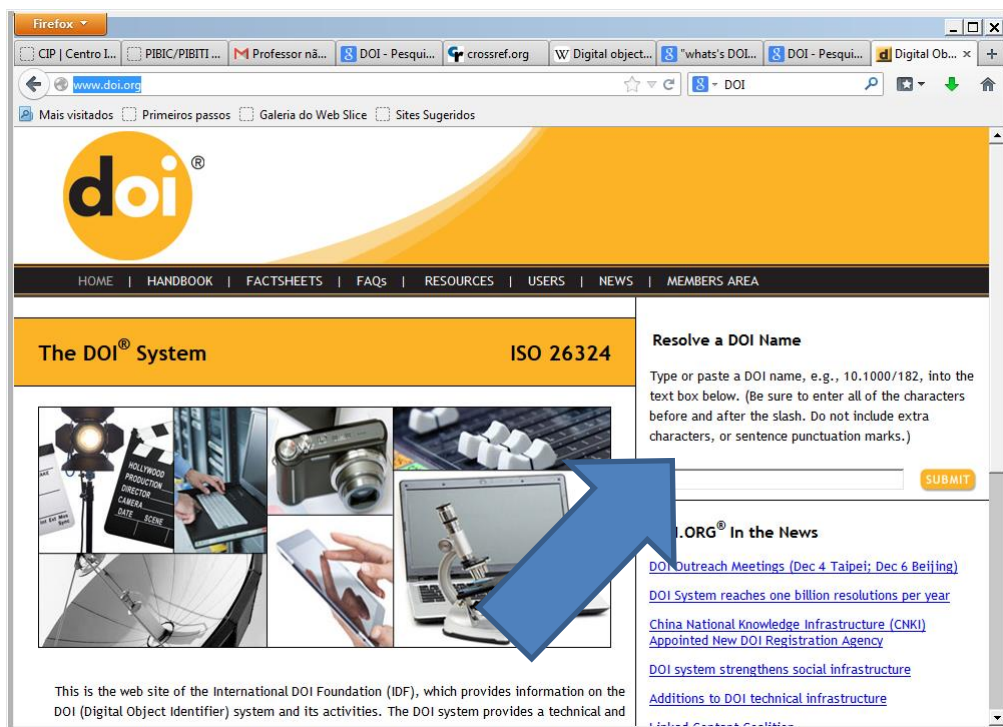 Firefox
CIP | Centro I...
PIBIC/PIBITI ...
Professor nã...
DOI - Pesqui...
crossref.org
Digital object...
"whats's DOI...
DOI - Pesqui...
Digital Ob...
www.doi.org
DOI
Mais visitados
Primeiros passos
Galeria do Web Slice
Sites Sugeridos
doi®
HOME | HANDBOOK | FACTSHEETS | FAQs | RESOURCES | USERS | NEWS | MEMBERS AREA
The DOI® System
ISO 26324
HOLLYWOOD
PRODUCTION
DIRECTOR
CAMERA
DATE SCENE
This is the web site of the International DOI Foundation (IDF), which provides information on the
DOI (Digital Object Identifier) system and its activities. The DOI system provides a technical and
Resolve a DOI Name
Type or paste a DOI name, e.g., 10.1000/182, into the
text box below. (Be sure to enter all of the characters
before and after the slash. Do not include extra
characters, or sentence punctuation marks.)
SUBMIT
.ORG® In the News
DOI Outreach Meetings (Dec 4 Taipei; Dec 6 Beijing)
DOI System reaches one billion resolutions per year
China National Knowledge Infrastructure (CNKI)
Appointed New DOI Registration Agency
DOI system strengthens social infrastructure
Additions to DOI technical infrastructure
Linked Content Coalition